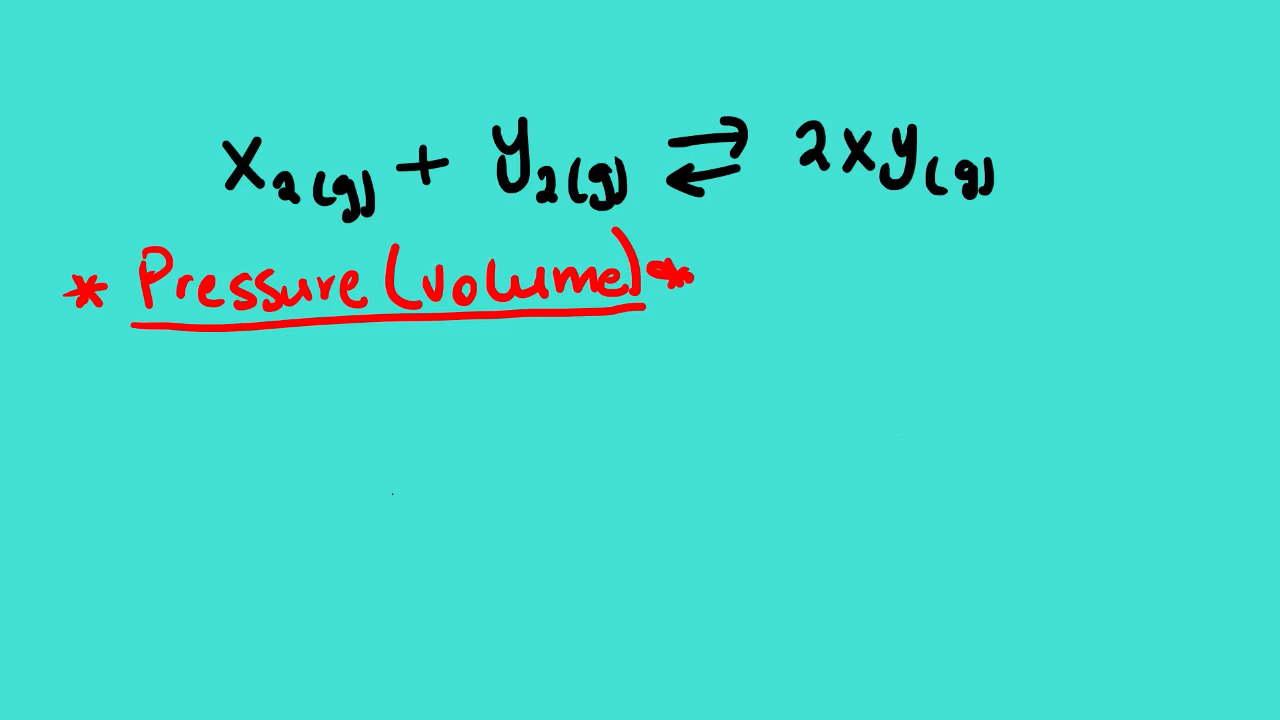 x₂(g) + y₂(g) ⇄ 2xy(g)
* Pressure (volume) *